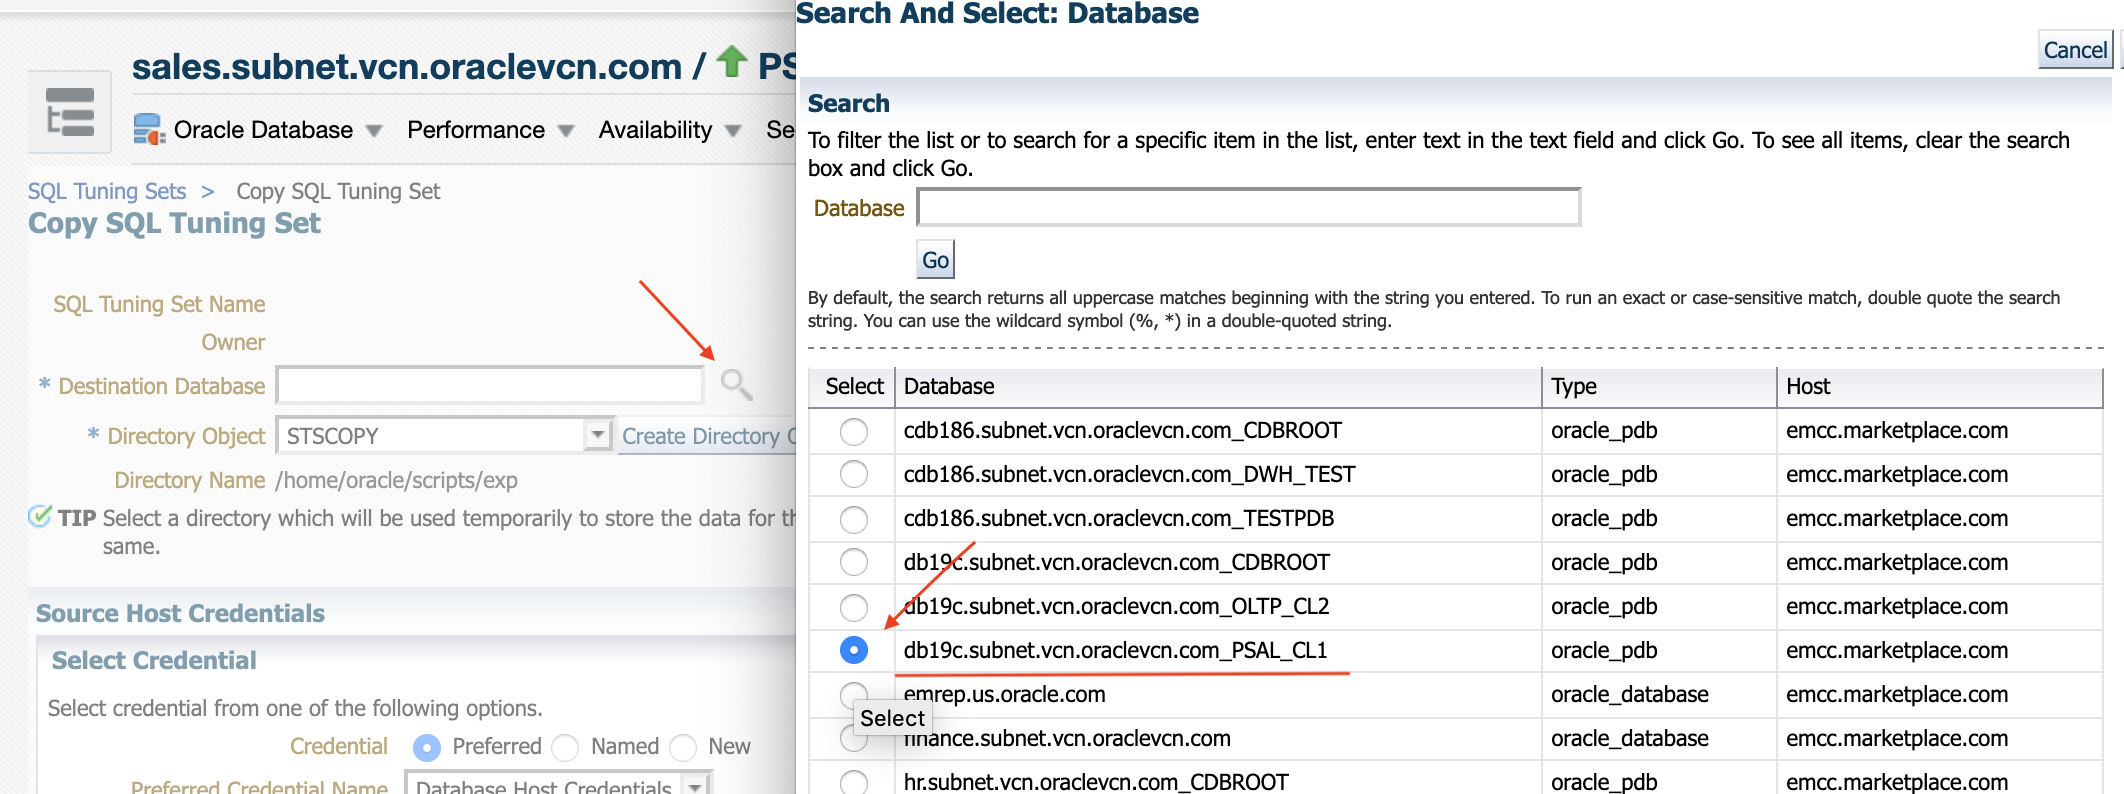 sales.subnet.vcn.oraclevcn.com / PS
Oracle Database Performance Availability Se
SQL Tuning Sets > Copy SQL Tuning Set
Copy SQL Tuning Set
SQL Tuning Set Name
Owner
* Destination Database
* Directory Object STSCOPY Create Directory O
Directory Name /home/oracle/scripts/exp
TIP Select a directory which will be used temporarily to store the data for th
same.
Source Host Credentials
Select Credential
Select credential from one of the following options.
Credential Preferred Named New
Preferred Credential Name Database Host Credentials
Search And Select: Database
Cancel
Search
To filter the list or to search for a specific item in the list, enter text in the text field and click Go. To see all items, clear the search
box and click Go.
Database
Go
By default, the search returns all uppercase matches beginning with the string you entered. To run an exact or case-sensitive match, double quote the search
string. You can use the wildcard symbol (%, *) in a double-quoted string.
Select Database Type Host
cdb186.subnet.vcn.oraclevcn.com_CDBROOT oracle_pdb emcc.marketplace.com
cdb186.subnet.vcn.oraclevcn.com_DWH_TEST oracle_pdb emcc.marketplace.com
cdb186.subnet.vcn.oraclevcn.com_TESTPDB oracle_pdb emcc.marketplace.com
db19c.subnet.vcn.oraclevcn.com_CDBROOT oracle_pdb emcc.marketplace.com
db19c.subnet.vcn.oraclevcn.com_OLTP_CL2 oracle_pdb emcc.marketplace.com
db19c.subnet.vcn.oraclevcn.com_PSAL_CL1 oracle_pdb emcc.marketplace.com
emrep.us.oracle.com oracle_database emcc.marketplace.com
Select
finance.subnet.vcn.oraclevcn.com oracle_database emcc.marketplace.com
hr.subnet.vcn.oraclevcn.com_CDBROOT oracle_pdb emcc.marketplace.com